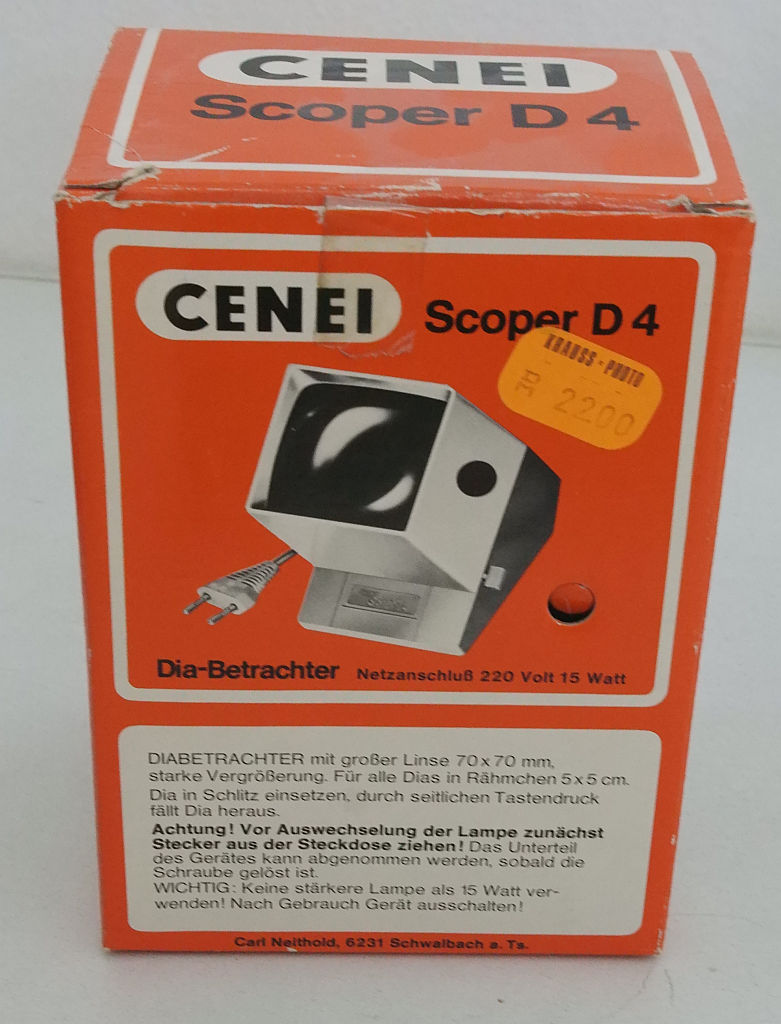 CENEI
Scoper D 4
CENEI
Scoper D 4
KRAUSS-PHOTO
2200
Dia-Betrachter Netzanschluß 220 Volt 15 Watt
DIABETRACHTER mit großer Linse 70 x 70 mm,
starke Vergrößerung. Für alle Dias in Rähmchen 5 x 5 cm.
Dia in Schlitz einsetzen, durch seitlichen Tastendruck
fällt Dia heraus.
Achtung! Vor Auswechselung der Lampe zunächst
Stecker aus der Steckdose ziehen! Das Unterteil
des Gerätes kann abgenommen werden, sobald die
Schraube gelöst ist.
WICHTIG: Keine stärkere Lampe als 15 Watt ver-
wenden! Nach Gebrauch Gerät ausschalten!
Carl Neithold, 6231 Schwalbach a. Ts.